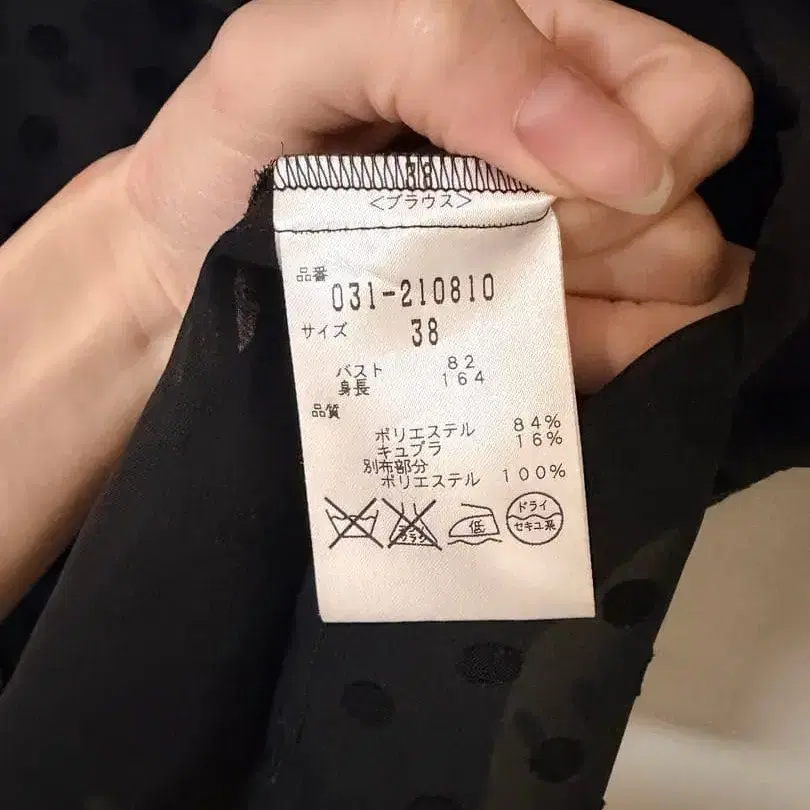 38
<ブラウス>
品番
031-210810
サイズ 38
バスト 82
身長 164
品質
ポリエステル 84%
キュプラ 16%
別布部分
ポリエステル 100%
低
ドライ
セキユ系